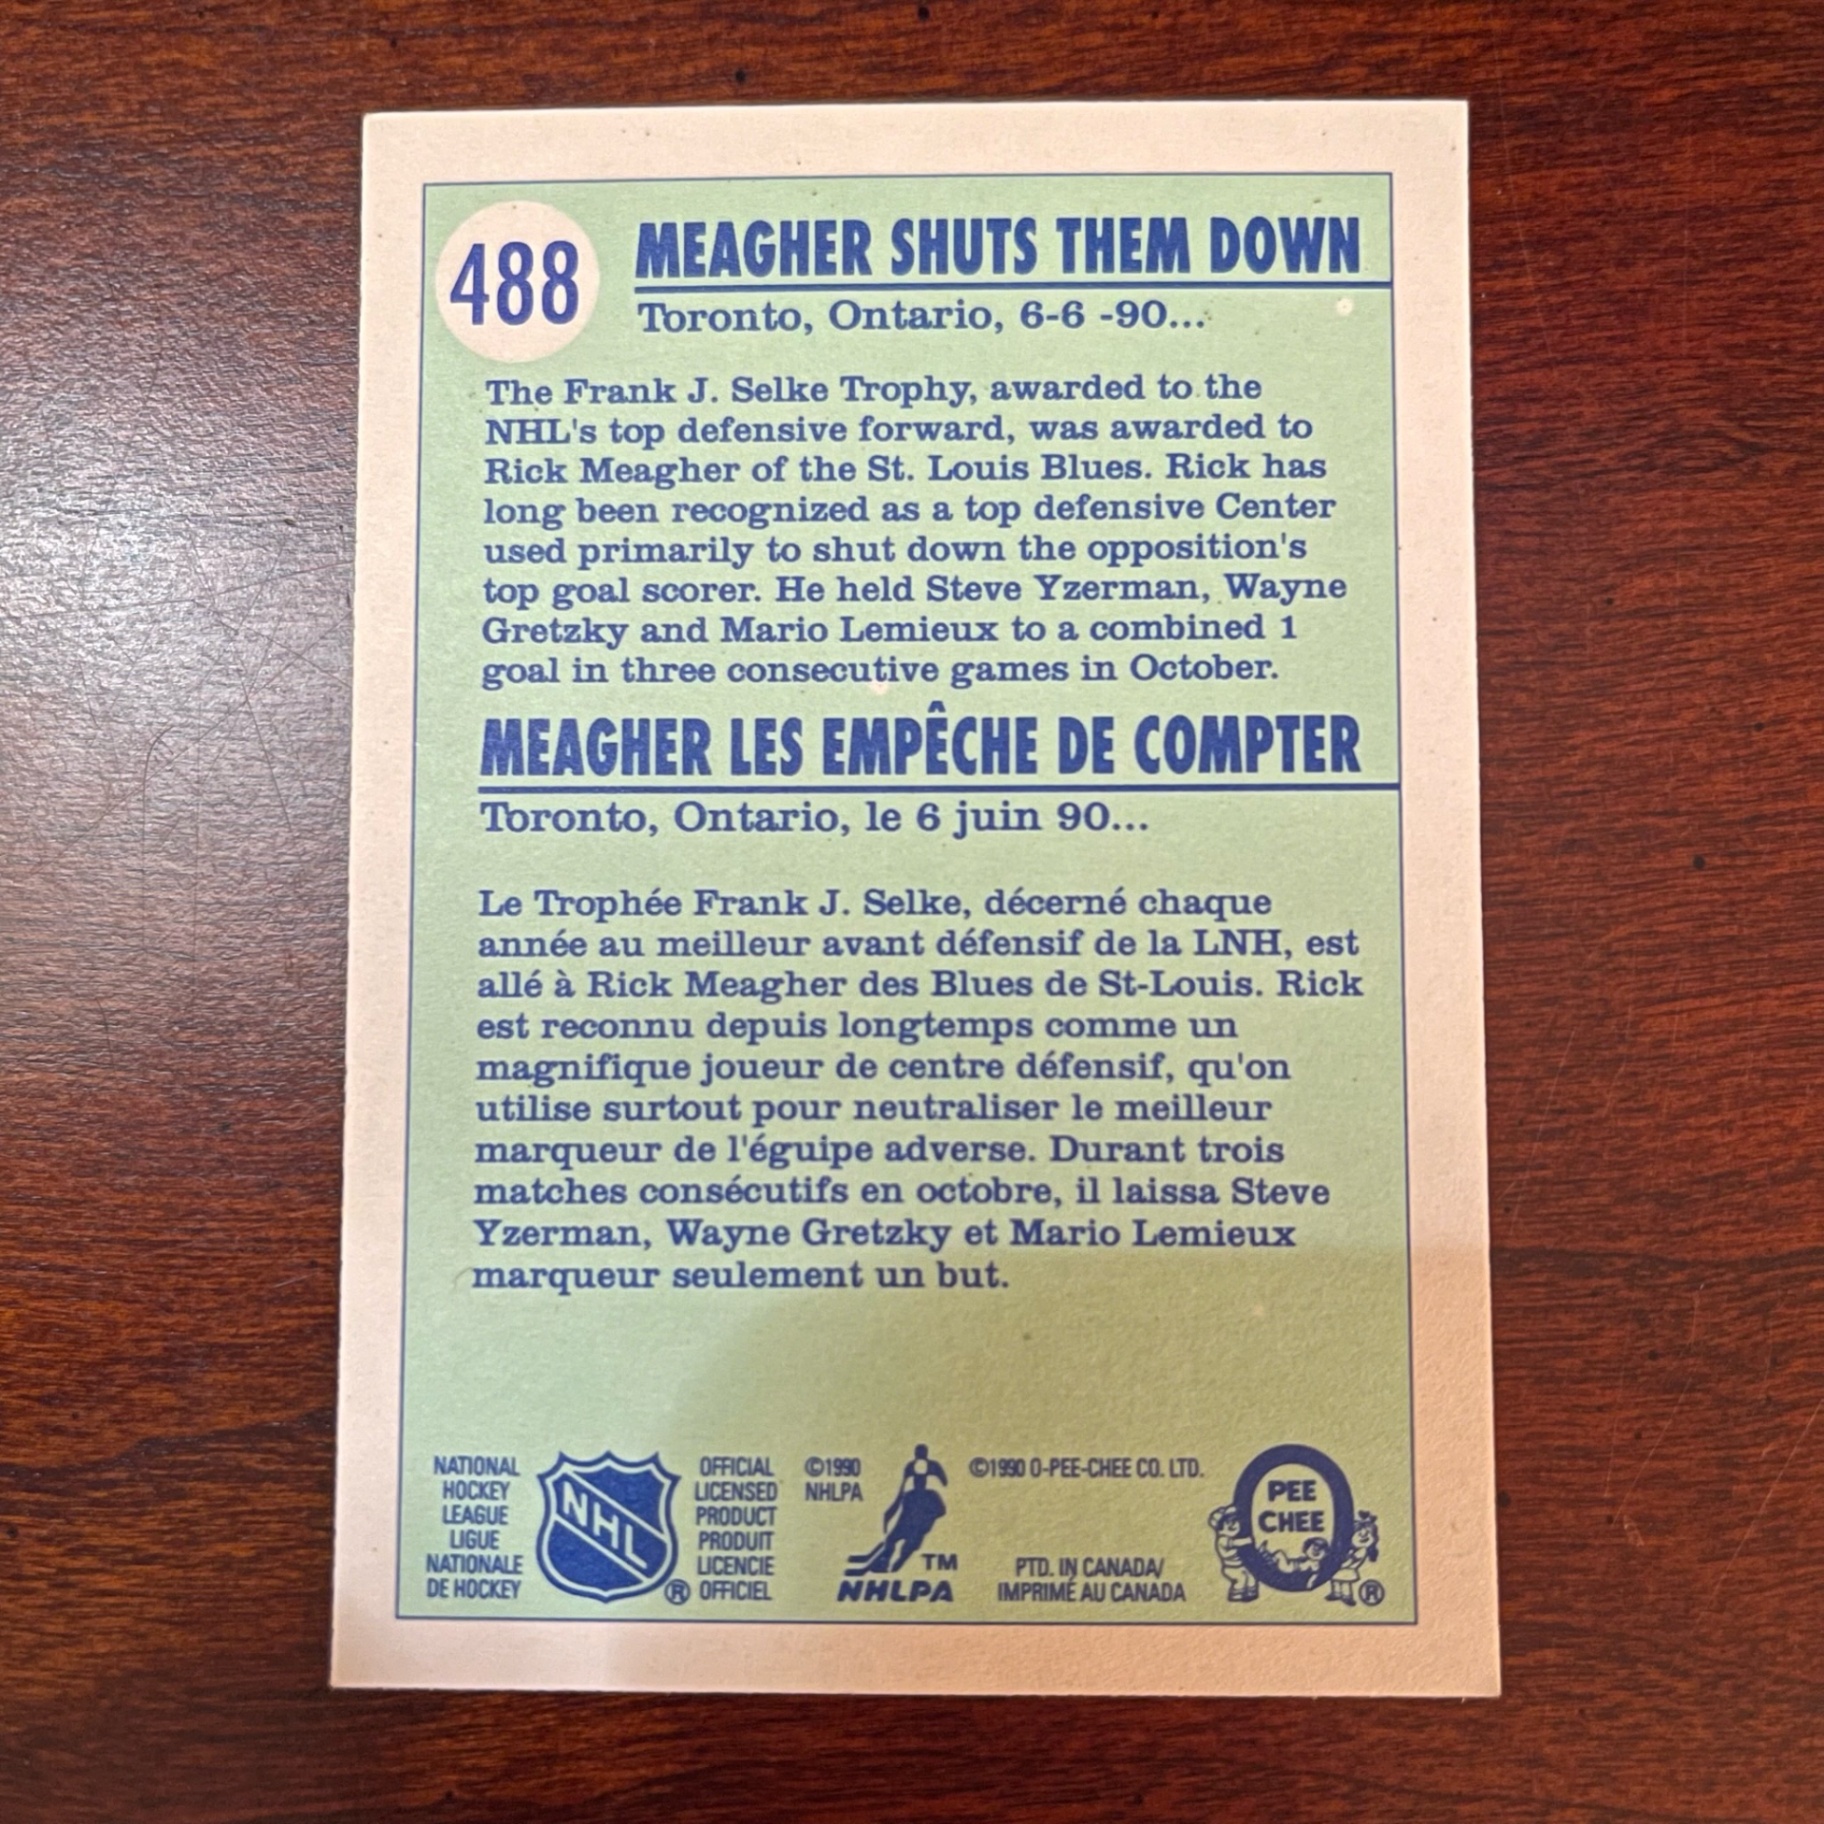 488
MEAGHER SHUTS THEM DOWN
Toronto, Ontario, 6-6 -90...
The Frank J. Selke Trophy, awarded to the
NHL's top defensive forward, was awarded to
Rick Meagher of the St. Louis Blues. Rick has
long been recognized as a top defensive Center
used primarily to shut down the opposition's
top goal scorer. He held Steve Yzerman, Wayne
Gretzky and Mario Lemieux to a combined 1
goal in three consecutive games in October.
MEAGHER LES EMPÊCHE DE COMPTER
Toronto, Ontario, le 6 juin 90...
Le Trophée Frank J. Selke, décerné chaque
année au meilleur avant défensif de la LNH, est
allé à Rick Meagher des Blues de St-Louis. Rick
est reconnu depuis longtemps comme un
magnifique joueur de centre défensif, qu'on
utilise surtout pour neutraliser le meilleur
marqueur de l'éguipe adverse. Durant trois
matches consécutifs en octobre, il laissa Steve
Yzerman, Wayne Gretzky et Mario Lemieux
marqueur seulement un but.
NATIONAL
HOCKEY
LEAGUE
LIGUE
NATIONALE
DE HOCKEY
NHL
®
OFFICIAL
LICENSED
PRODUCT
PRODUIT
LICENCIE
OFFICIEL
©1990
NHLPA
TM
NHLPA
©1990 O-PEE-CHEE CO. LTD.
PTD. IN CANADA/
IMPRIMÉ AU CANADA
O
PEE
CHEE
®